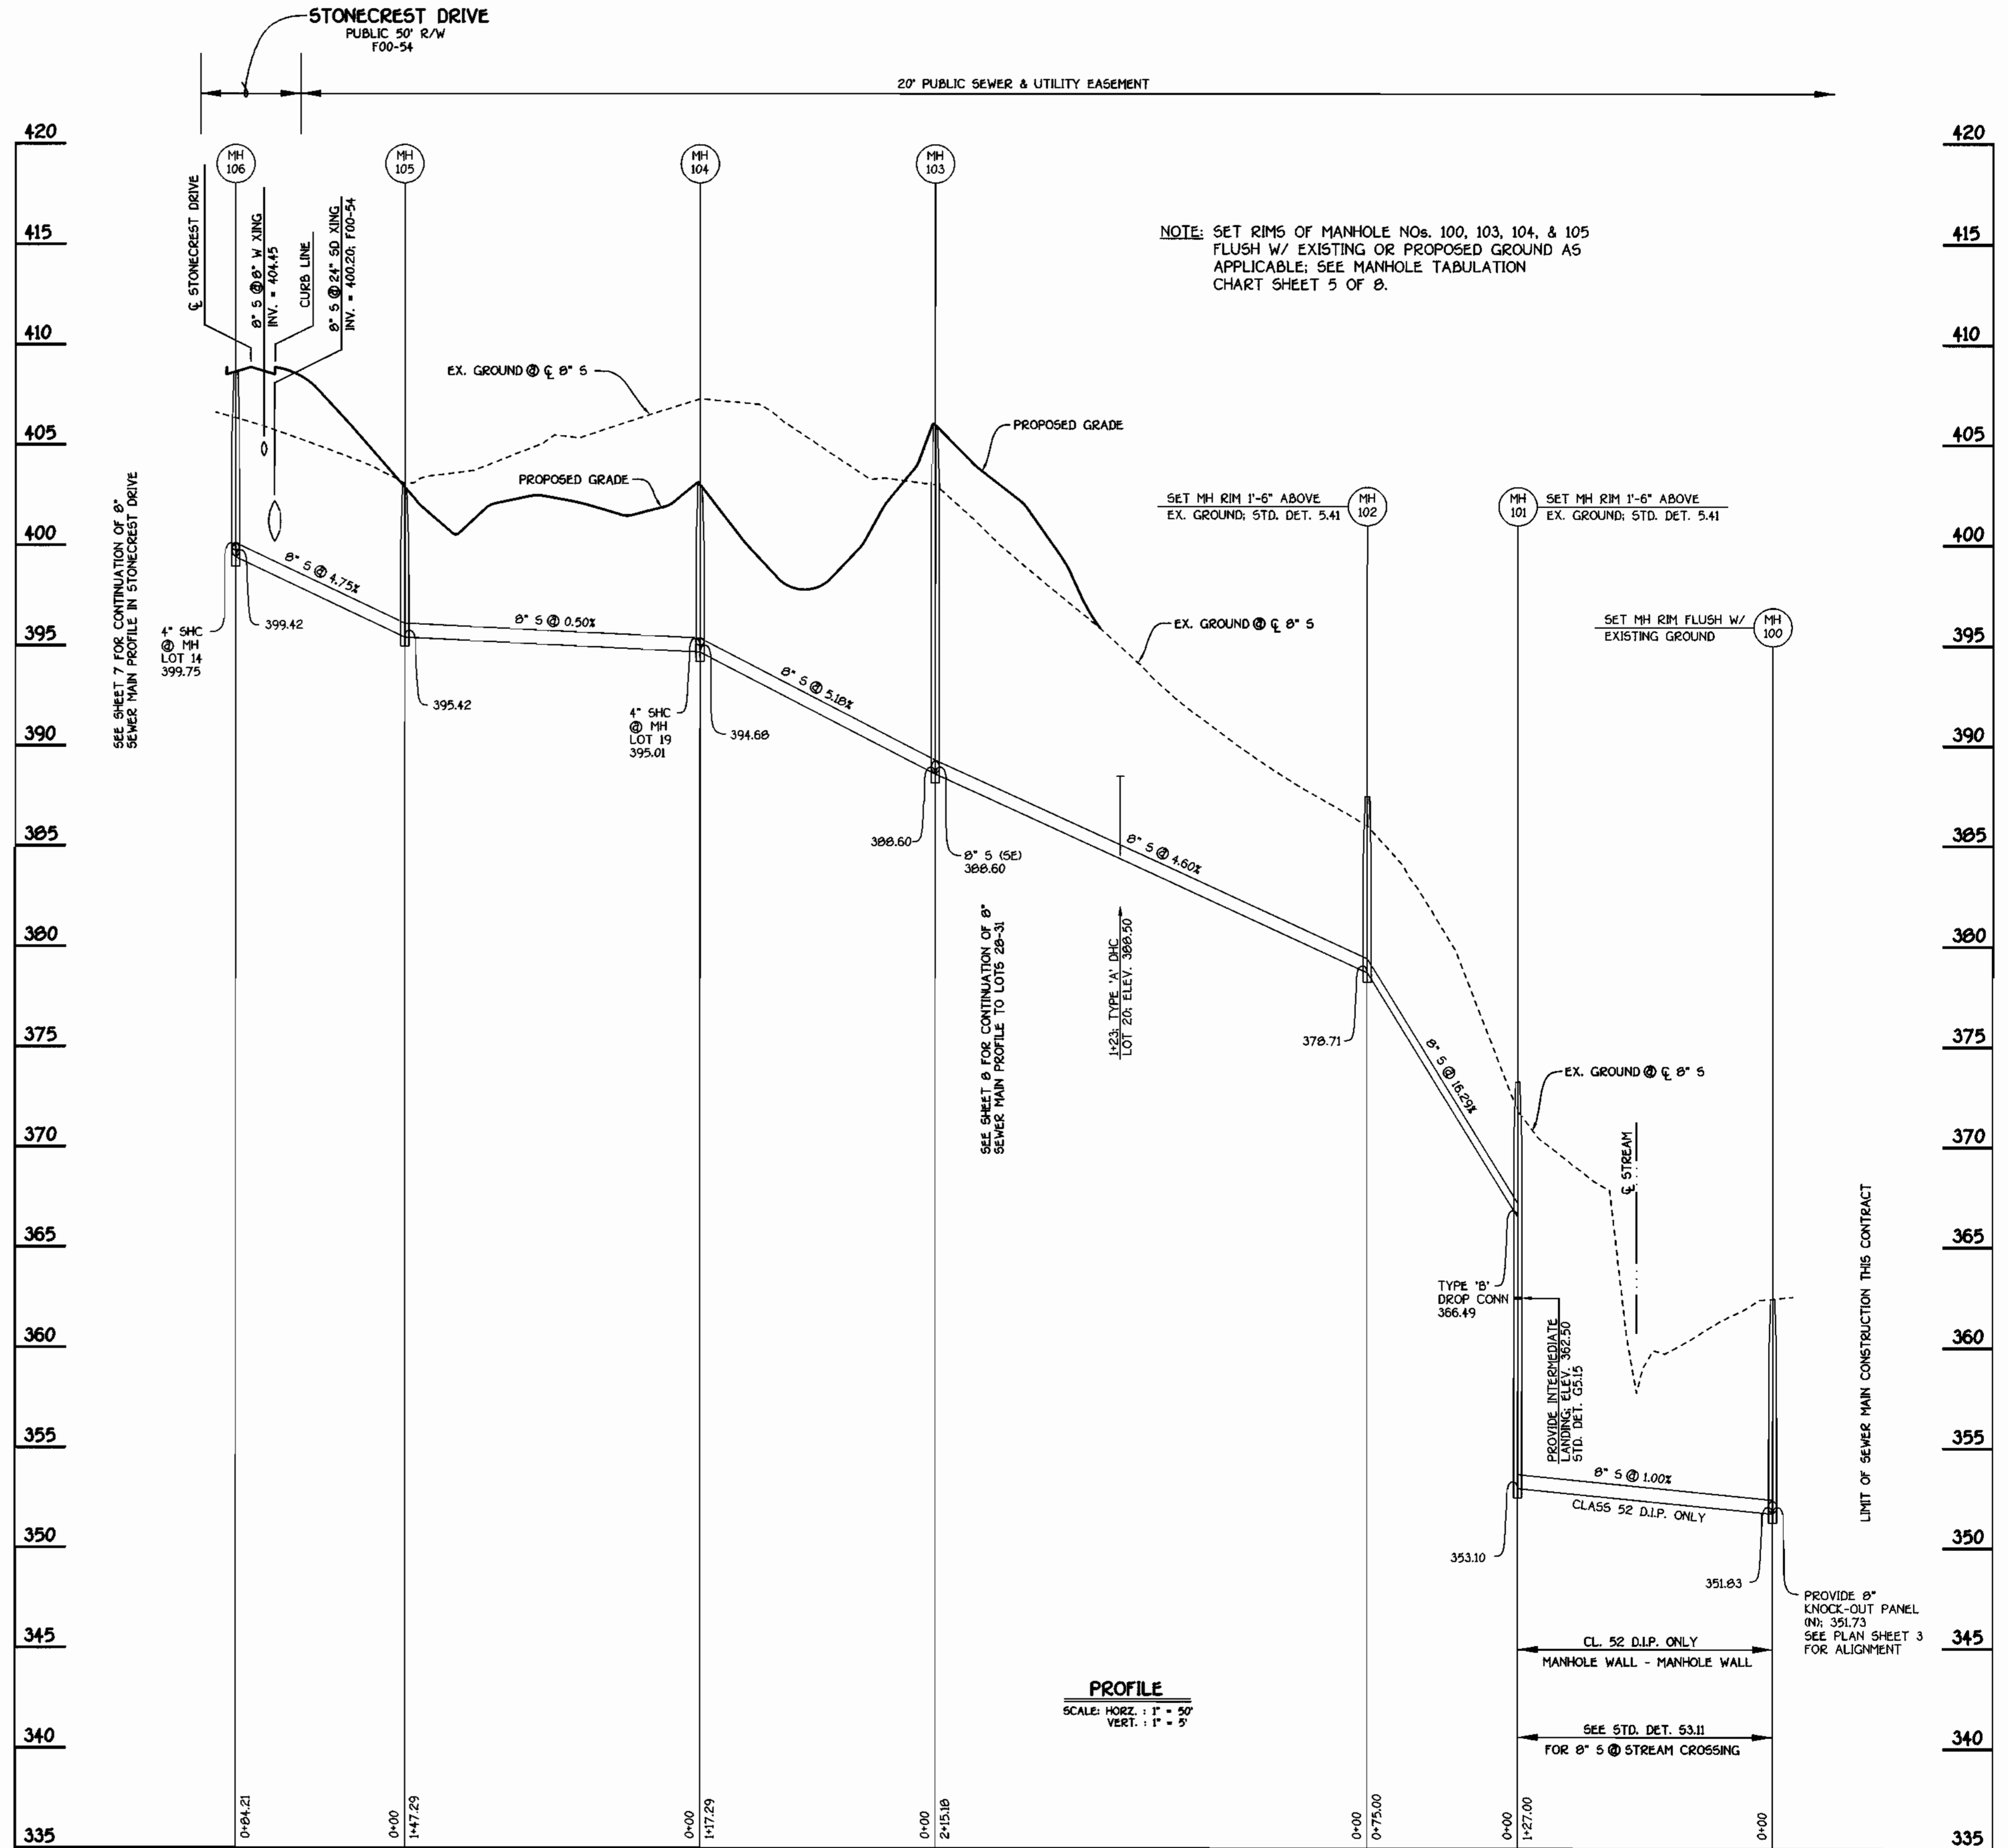 STONECREST DRIVE
PUBLIC 50' R/W
F00-54
20' PUBLIC SEWER & UTILITY EASEMENT
420
415
410
405
400
395
390
385
380
375
370
365
360
355
350
345
340
335
420
415
410
405
400
395
390
385
380
375
370
365
360
355
350
345
340
335
MH
106
MH
105
MH
104
MH
103
MH
102
MH
101
MH
100
℄ STONECREST DRIVE
8" S @ 8" W XING
INV. = 404.45
CURB LINE
8" S @ 24" SD XING
INV. = 400.20; F00-54
NOTE: SET RIMS OF MANHOLE NOs. 100, 103, 104, & 105
FLUSH W/ EXISTING OR PROPOSED GROUND AS
APPLICABLE; SEE MANHOLE TABULATION
CHART SHEET 5 OF 8.
EX. GROUND @ ℄ 8" S
PROPOSED GRADE
PROPOSED GRADE
SET MH RIM 1'-6" ABOVE
EX. GROUND; STD. DET. 5.41
SET MH RIM 1'-6" ABOVE
EX. GROUND; STD. DET. 5.41
SET MH RIM FLUSH W/
EXISTING GROUND
EX. GROUND @ ℄ 8" S
SEE SHEET 7 FOR CONTINUATION OF 8"
SEWER MAIN PROFILE IN STONECREST DRIVE
8" S @ 4.75%
8" S @ 0.50%
4" SHC
@ MH
LOT 14
399.75
399.42
395.42
4" SHC
@ MH
LOT 19
395.01
394.68
8" S @ 5.18%
388.60
8" S (SE)
388.60
8" S @ 4.60%
SEE SHEET 8 FOR CONTINUATION OF 8"
SEWER MAIN PROFILE TO LOTS 28-31
1+23; TYPE 'A' DHC
LOT 20; ELEV. 388.50
378.71
8" S @ 16.29%
EX. GROUND @ ℄ 8" S
℄ STREAM
TYPE 'B'
DROP CONN
366.49
PROVIDE INTERMEDIATE
LANDING; ELEV. 362.50
STD. DET. G5.15
8" S @ 1.00%
CLASS 52 D.I.P. ONLY
353.10
351.83
PROVIDE 8"
KNOCK-OUT PANEL
(N); 351.73
SEE PLAN SHEET 3
FOR ALIGNMENT
LIMIT OF SEWER MAIN CONSTRUCTION THIS CONTRACT
CL. 52 D.I.P. ONLY
MANHOLE WALL - MANHOLE WALL
SEE STD. DET. S3.11
FOR 8" S @ STREAM CROSSING
PROFILE
SCALE: HORZ. : 1" = 50'
VERT. : 1" = 5'
0+84.21
0+00
1+47.29
0+00
1+17.29
0+00
2+15.18
0+00
0+75.00
0+00
1+27.00
0+00